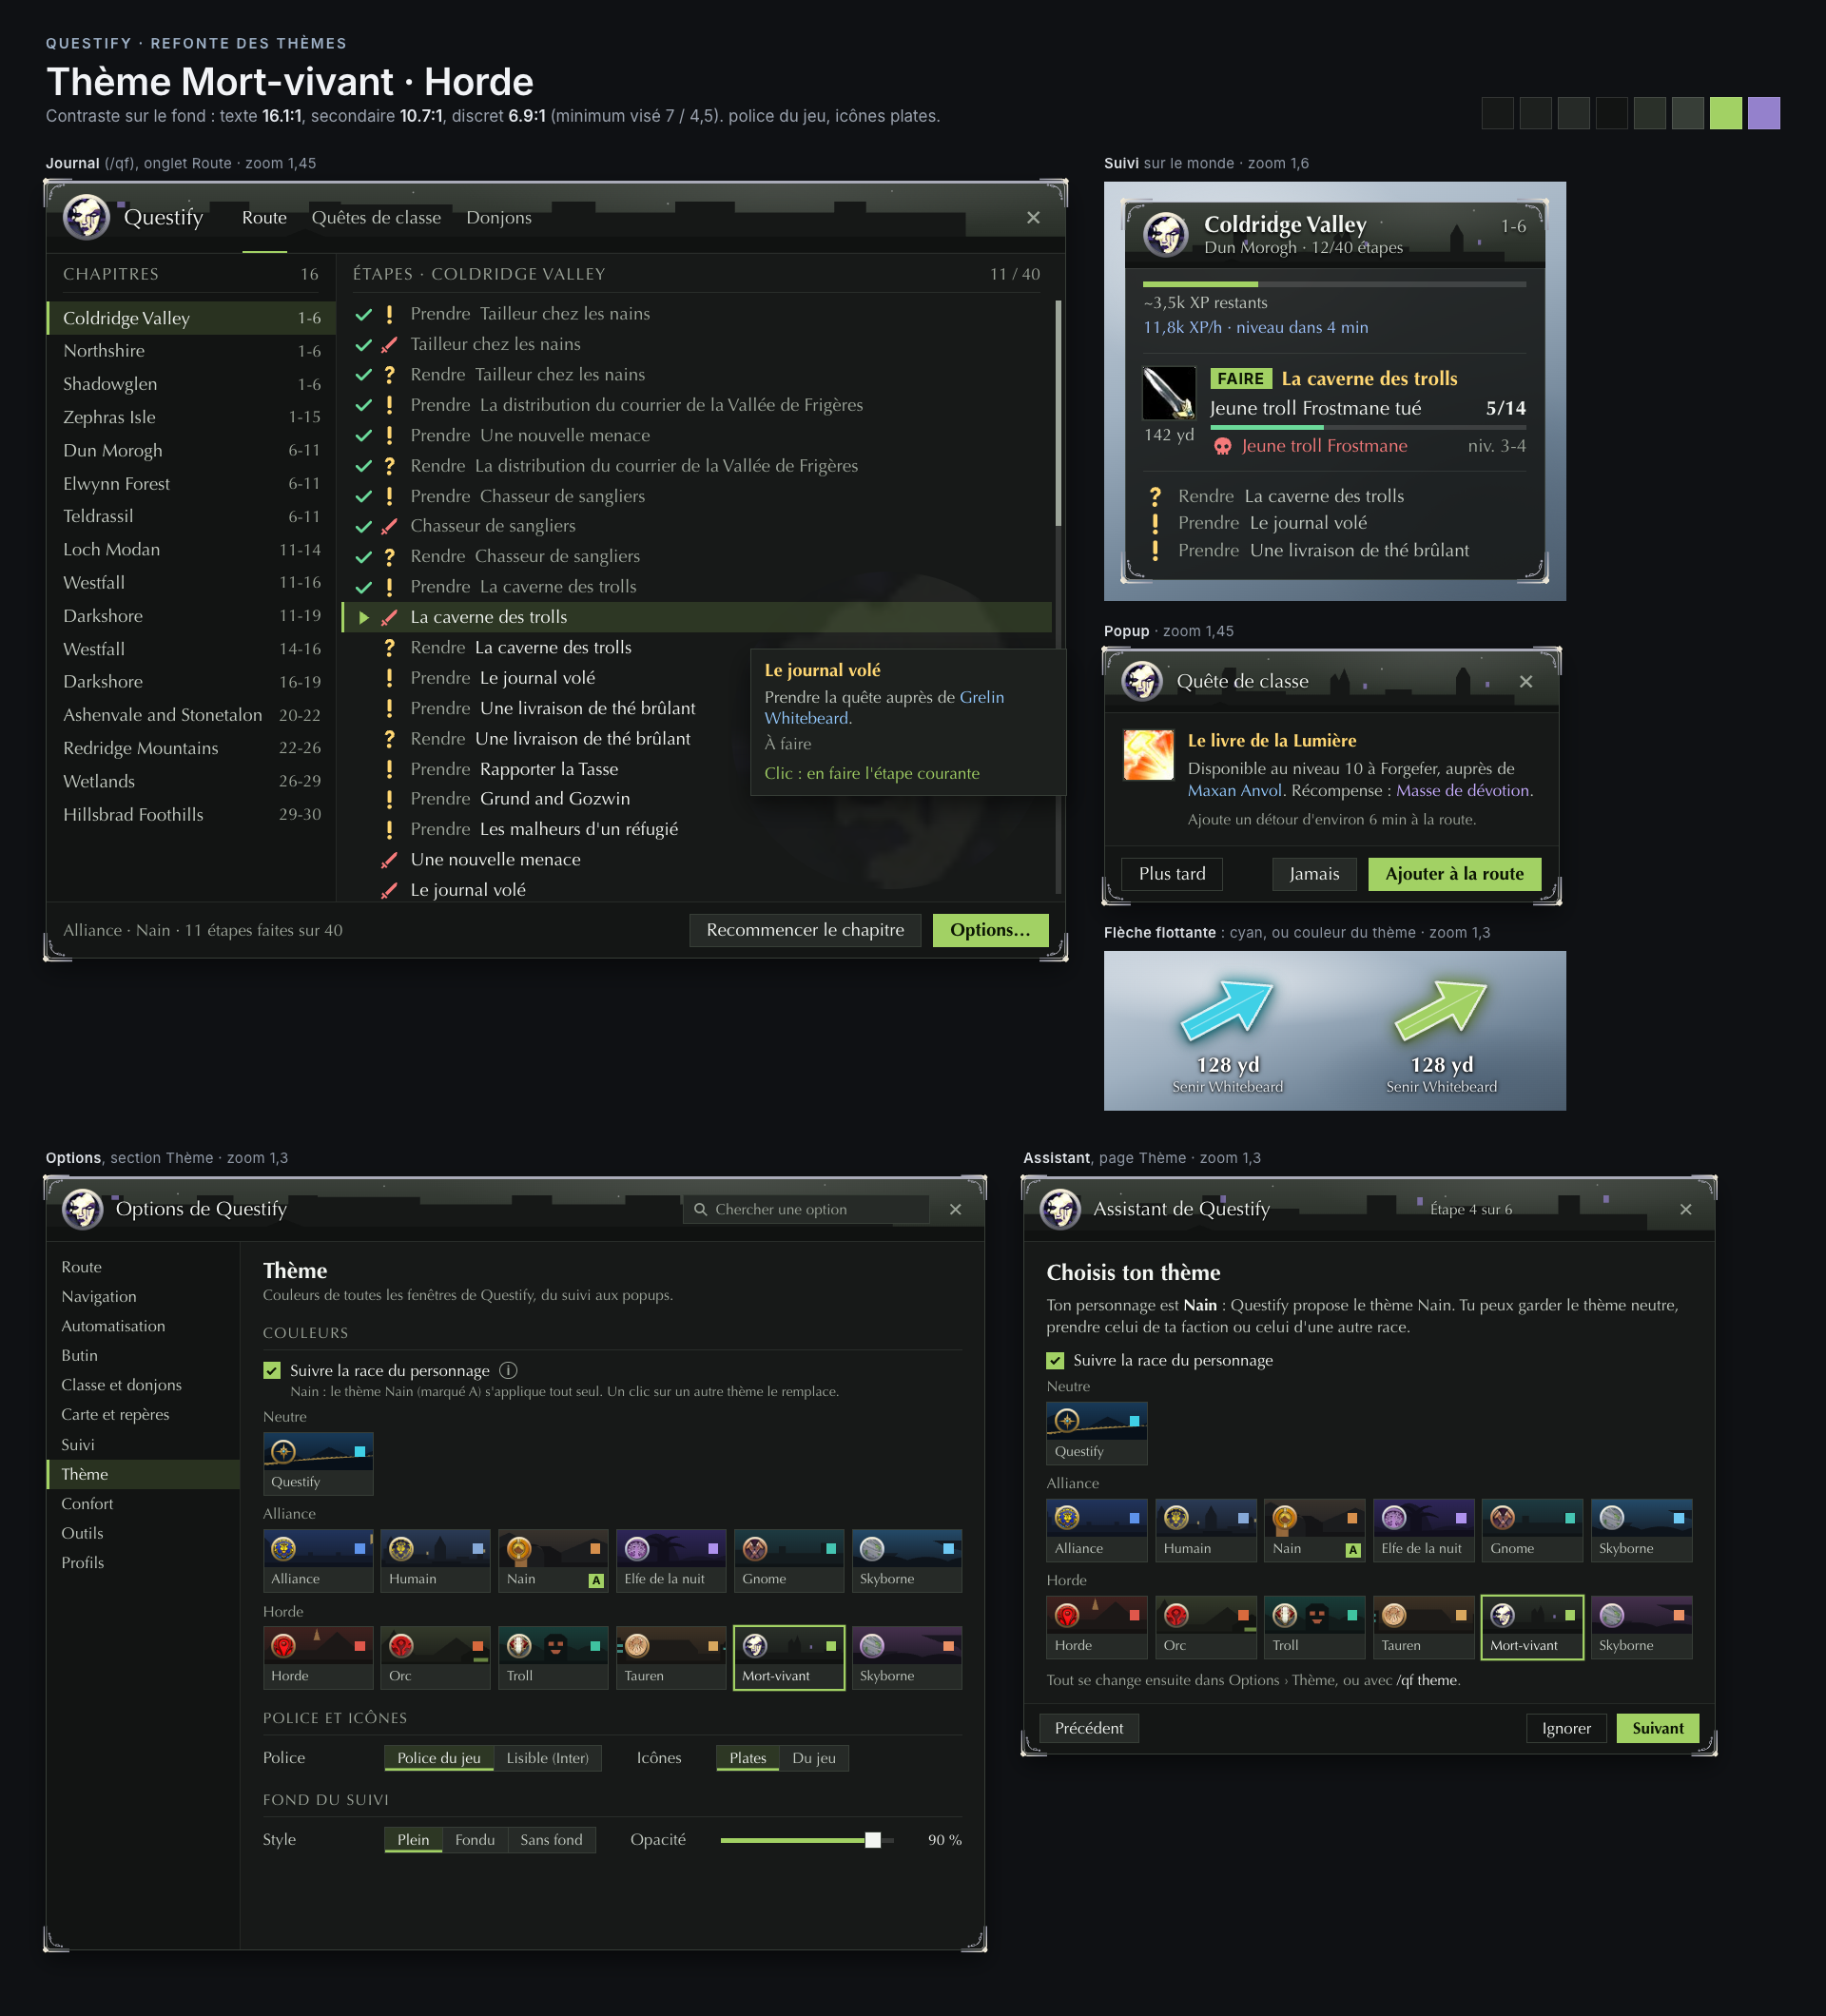 QUESTIFY · REFONTE DES THÈMES
Thème Mort-vivant · Horde
Contraste sur le fond : texte 16.1:1, secondaire 10.7:1, discret 6.9:1 (minimum visé 7 / 4,5). police du jeu, icônes plates.
Journal (/qf), onglet Route · zoom 1,45
Questify Route Quêtes de classe Donjons
CHAPITRES 16
Coldridge Valley 1-6
Northshire 1-6
Shadowglen 1-6
Zephras Isle 1-15
Dun Morogh 6-11
Elwynn Forest 6-11
Teldrassil 6-11
Loch Modan 11-14
Westfall 11-16
Darkshore 11-19
Westfall 14-16
Darkshore 16-19
Ashenvale and Stonetalon 20-22
Redridge Mountains 22-26
Wetlands 26-29
Hillsbrad Foothills 29-30
ÉTAPES · COLDRIDGE VALLEY 11 / 40
Prendre Tailleur chez les nains
Tailleur chez les nains
Rendre Tailleur chez les nains
Prendre La distribution du courrier de la Vallée de Frigères
Prendre Une nouvelle menace
Rendre La distribution du courrier de la Vallée de Frigères
Prendre Chasseur de sangliers
Chasseur de sangliers
Rendre Chasseur de sangliers
Prendre La caverne des trolls
La caverne des trolls
Rendre La caverne des trolls
Prendre Le journal volé
Prendre Une livraison de thé brûlant
Rendre Une livraison de thé brûlant
Prendre Rapporter la Tasse
Prendre Grund and Gozwin
Prendre Les malheurs d'un réfugié
Une nouvelle menace
Le journal volé
Le journal volé
Prendre la quête auprès de Grelin
Whitebeard.
À faire
Clic : en faire l'étape courante
Alliance · Nain · 11 étapes faites sur 40
Recommencer le chapitre
Options...
Suivi sur le monde · zoom 1,6
Coldridge Valley 1-6
Dun Morogh · 12/40 étapes
~3,5k XP restants
11,8k XP/h · niveau dans 4 min
FAIRE La caverne des trolls
Jeune troll Frostmane tué 5/14
142 yd
Jeune troll Frostmane niv. 3-4
Rendre La caverne des trolls
Prendre Le journal volé
Prendre Une livraison de thé brûlant
Popup · zoom 1,45
Quête de classe
Le livre de la Lumière
Disponible au niveau 10 à Forgefer, auprès de
Maxan Anvol. Récompense : Masse de dévotion.
Ajoute un détour d'environ 6 min à la route.
Plus tard Jamais Ajouter à la route
Flèche flottante : cyan, ou couleur du thème · zoom 1,3
128 yd 128 yd
Senir Whitebeard Senir Whitebeard
Options, section Thème · zoom 1,3
Options de Questify Chercher une option
Route
Navigation
Automatisation
Butin
Classe et donjons
Carte et repères
Suivi
Thème
Confort
Outils
Profils
Thème
Couleurs de toutes les fenêtres de Questify, du suivi aux popups.
COULEURS
Suivre la race du personnage i
Nain : le thème Nain (marqué A) s'applique tout seul. Un clic sur un autre thème le remplace.
Neutre
Questify
Alliance
Alliance Humain Nain A Elfe de la nuit Gnome Skyborne
Horde
Horde Orc Troll Tauren Mort-vivant Skyborne
POLICE ET ICÔNES
Police Police du jeu Lisible (Inter) Icônes Plates Du jeu
FOND DU SUIVI
Style Plein Fondu Sans fond Opacité 90 %
Assistant, page Thème · zoom 1,3
Assistant de Questify Étape 4 sur 6
Choisis ton thème
Ton personnage est Nain : Questify propose le thème Nain. Tu peux garder le thème neutre,
prendre celui de ta faction ou celui d'une autre race.
Suivre la race du personnage
Neutre
Questify
Alliance
Alliance Humain Nain A Elfe de la nuit Gnome Skyborne
Horde
Horde Orc Troll Tauren Mort-vivant Skyborne
Tout se change ensuite dans Options › Thème, ou avec /qf theme.
Précédent Ignorer Suivant